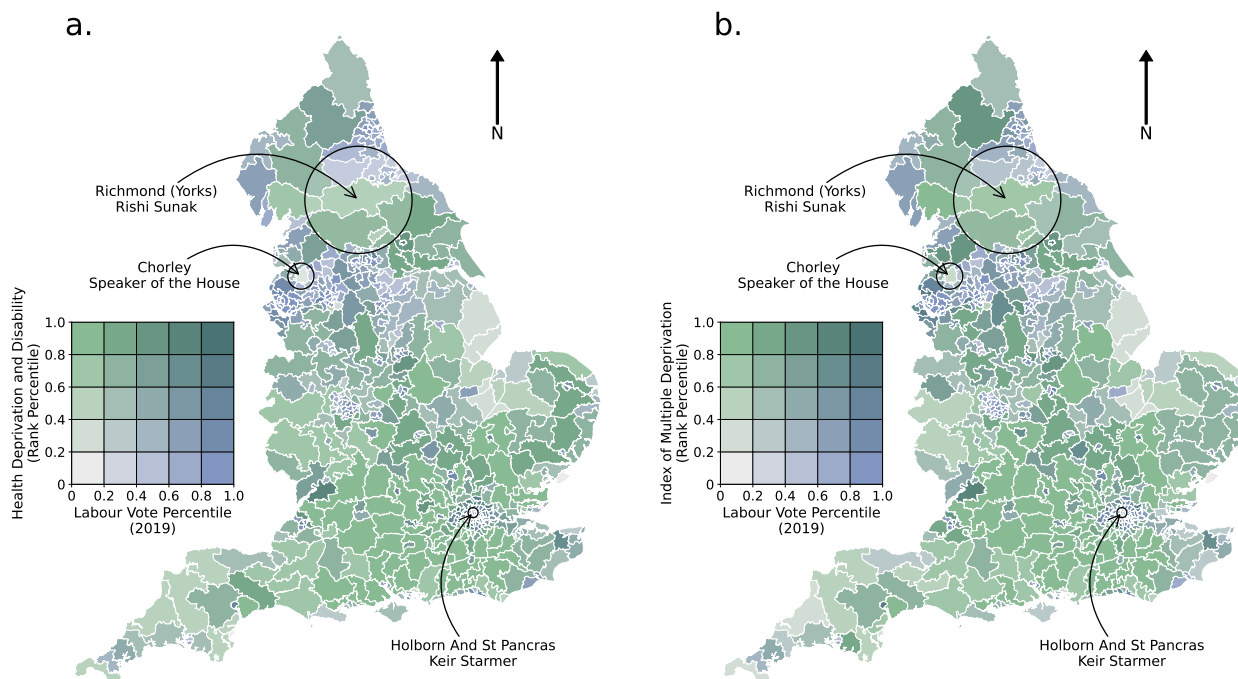 a.
N
Richmond (Yorks)
Rishi Sunak
Chorley
Speaker of the House
Health Deprivation and Disability
(Rank Percentile)
1.0
0.8
0.6
0.4
0.2
0
0 0.2 0.4 0.6 0.8 1.0
Labour Vote Percentile
(2019)
Holborn And St Pancras
Keir Starmer
b.
N
Richmond (Yorks)
Rishi Sunak
Chorley
Speaker of the House
Index of Multiple Deprivation
(Rank Percentile)
1.0
0.8
0.6
0.4
0.2
0
0 0.2 0.4 0.6 0.8 1.0
Labour Vote Percentile
(2019)
Holborn And St Pancras
Keir Starmer